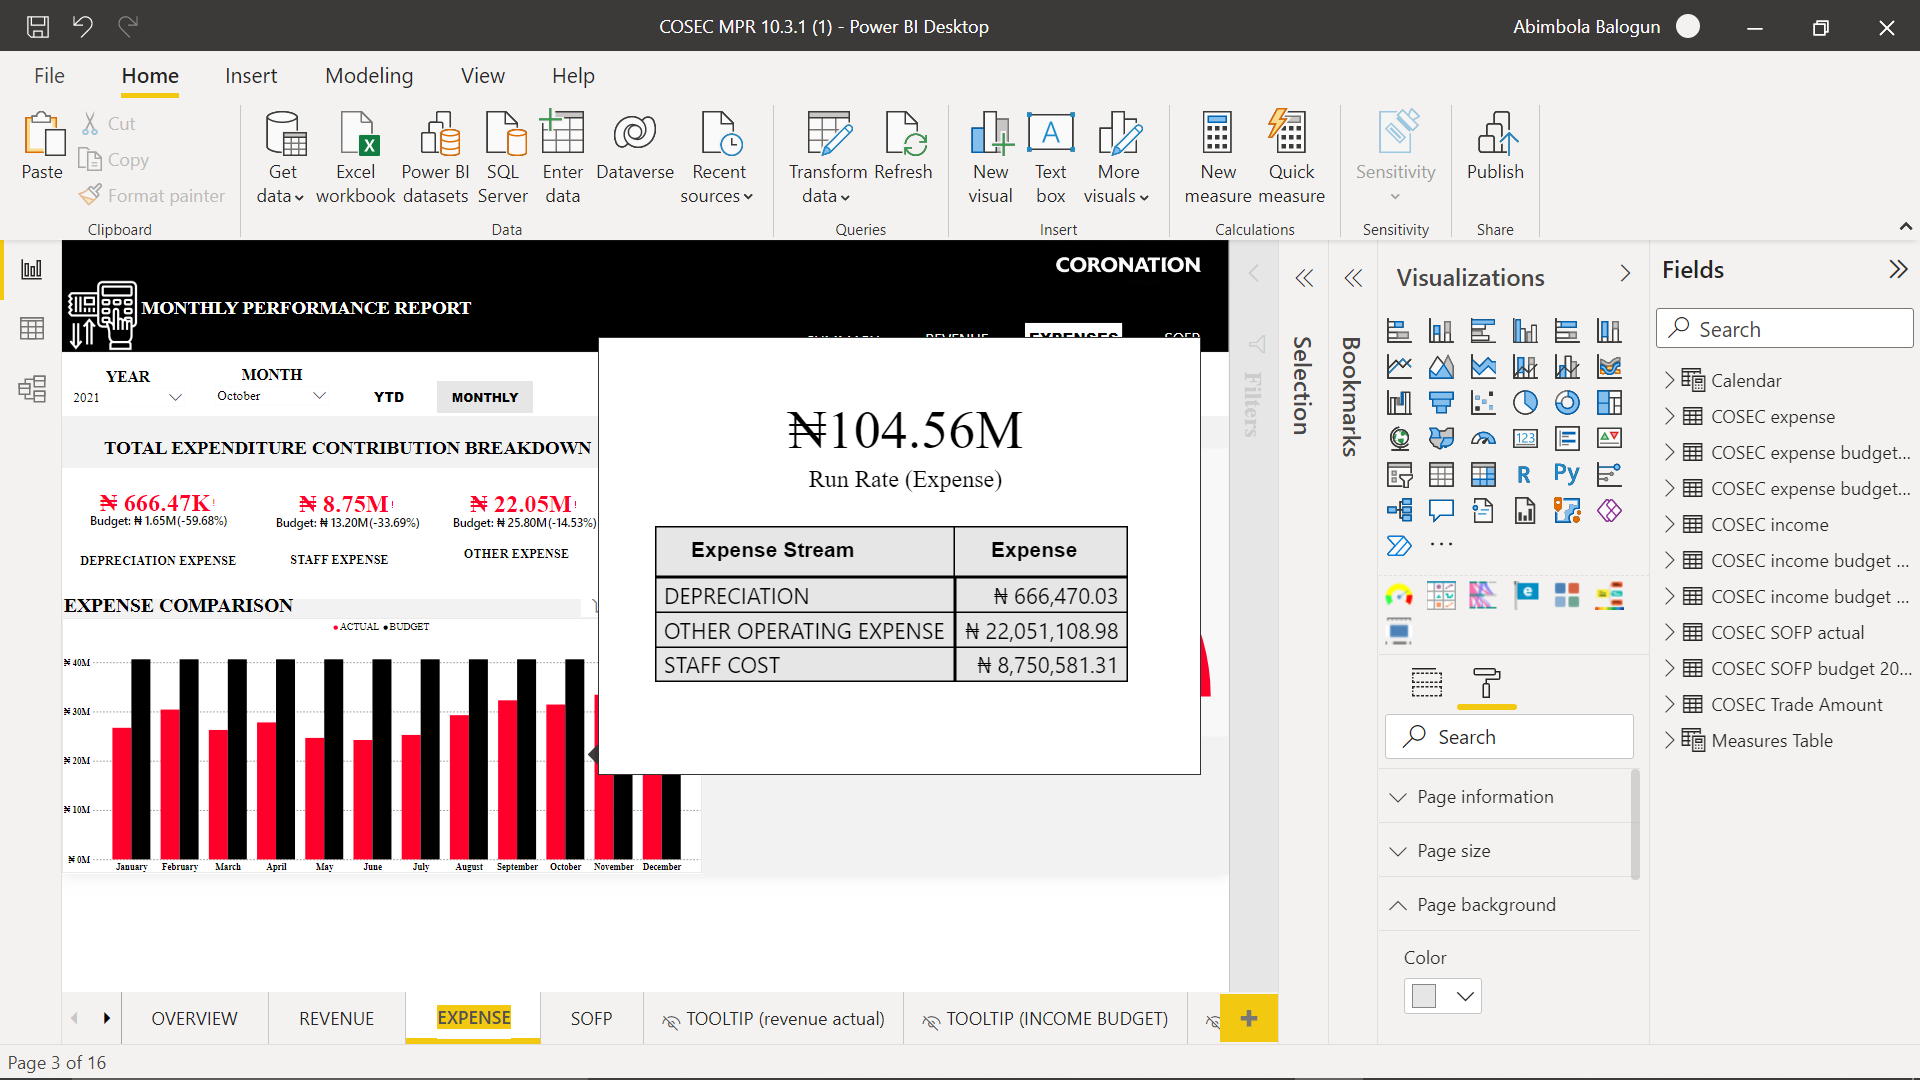 COSEC MPR 10.3.1 (1) - Power BI Desktop
Abimbola Balogun
File Home Insert Modeling View Help
Paste
Cut
Copy
Format painter
Clipboard
Get data
Excel workbook
Power BI datasets
SQL Server
Enter data
Dataverse
Recent sources
Data
Transform data
Refresh
Queries
New visual
Text box
More visuals
Insert
New measure
Quick measure
Calculations
Sensitivity
Sensitivity
Publish
Share
CORONATION
MONTHLY PERFORMANCE REPORT
REVENUE EXPENSES SOFP
YEAR
2021
MONTH
October
YTD
MONTHLY
TOTAL EXPENDITURE CONTRIBUTION BREAKDOWN
₦ 666.47K!
Budget: ₦ 1.65M(-59.68%)
DEPRECIATION EXPENSE
₦ 8.75M!
Budget: ₦ 13.20M(-33.69%)
STAFF EXPENSE
₦ 22.05M!
Budget: ₦ 25.80M(-14.53%)
OTHER EXPENSE
EXPENSE COMPARISON
ACTUAL BUDGET
₦ 40M
₦ 30M
₦ 20M
₦ 10M
₦ 0M
January February March April May June July August September October November December
₦104.56M
Run Rate (Expense)
Expense Stream Expense
DEPRECIATION ₦ 666,470.03
OTHER OPERATING EXPENSE ₦ 22,051,108.98
STAFF COST ₦ 8,750,581.31
Filters
Selection
Bookmarks
Visualizations
123
R
Py
e
Search
Page information
Page size
Page background
Color
Fields
Search
Calendar
COSEC expense
COSEC expense budget...
COSEC expense budget...
COSEC income
COSEC income budget ...
COSEC income budget ...
COSEC SOFP actual
COSEC SOFP budget 20...
COSEC Trade Amount
Measures Table
OVERVIEW REVENUE EXPENSE SOFP TOOLTIP (revenue actual) TOOLTIP (INCOME BUDGET)
Page 3 of 16